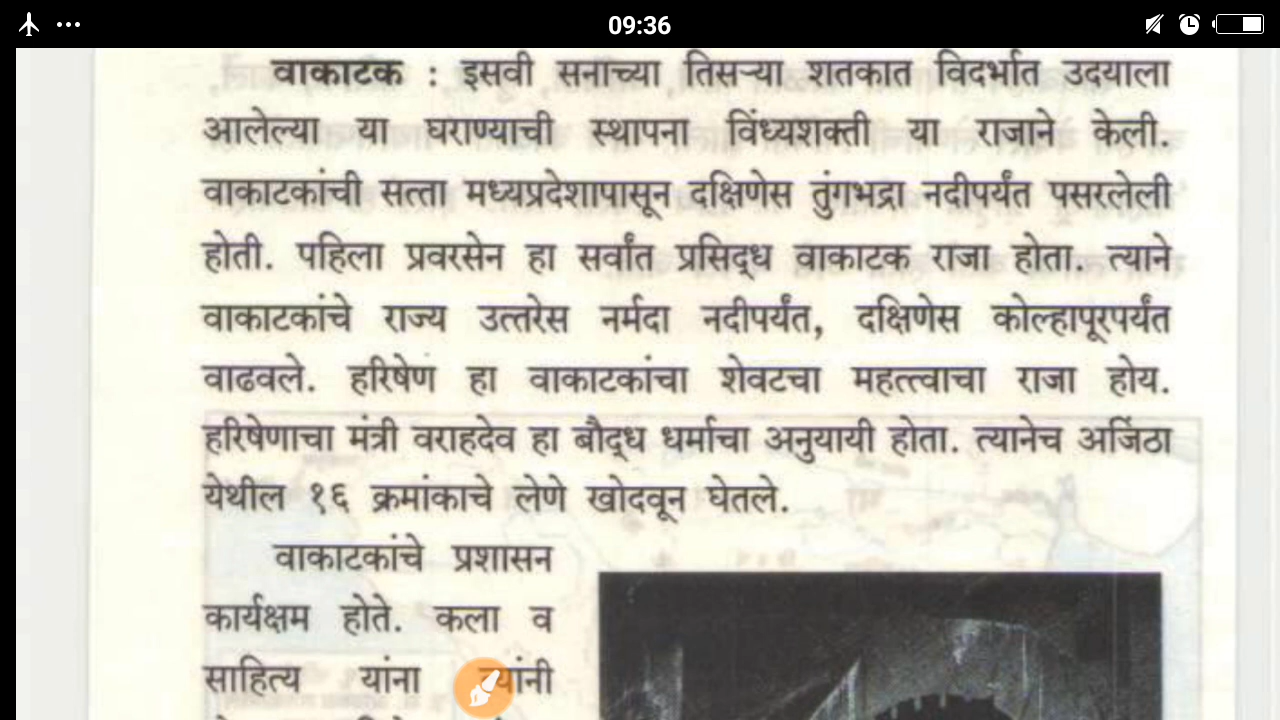 09:36
वाकाटक : इसवी सनाच्या तिसऱ्या शतकात विदर्भात उदयाला
आलेल्या या घराण्याची स्थापना विंध्यशक्ती या राजाने केली.
वाकाटकांची सत्ता मध्यप्रदेशापासून दक्षिणेस तुंगभद्रा नदीपर्यंत पसरलेली
होती. पहिला प्रवरसेन हा सर्वांत प्रसिद्ध वाकाटक राजा होता. त्याने
वाकाटकांचे राज्य उत्तरेस नर्मदा नदीपर्यंत, दक्षिणेस कोल्हापूरपर्यंत
वाढवले. हरिषेण हा वाकाटकांचा शेवटचा महत्त्वाचा राजा होय.
हरिषेणाचा मंत्री वराहदेव हा बौद्ध धर्माचा अनुयायी होता. त्यानेच अजिंठा
येथील १६ क्रमांकाचे लेणे खोदवून घेतले.
वाकाटकांचे प्रशासन
कार्यक्षम होते. कला व
साहित्य यांना त्यांनी